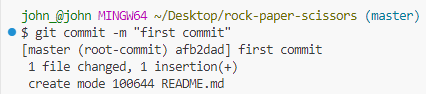 john_@john MINGW64 ~/Desktop/rock-paper-scissors (master)
$ git commit -m "first commit"
[master (root-commit) afb2dad] first commit
 1 file changed, 1 insertion(+)
 create mode 100644 README.md